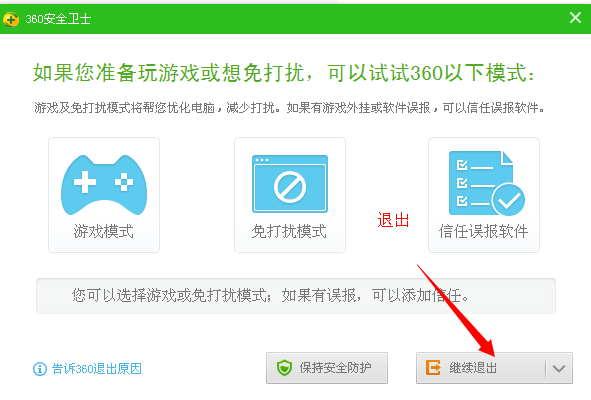 360安全卫士
如果您准备玩游戏或想免打扰，可以试试360以下模式：
游戏及免打扰模式将帮您优化电脑，减少打扰。如果有游戏外挂或软件误报，可以信任误报软件。
游戏模式
免打扰模式
退出
信任误报软件
您可以选择游戏或免打扰模式；如果有误报，可以添加信任。
告诉360退出原因
保持安全防护
继续退出